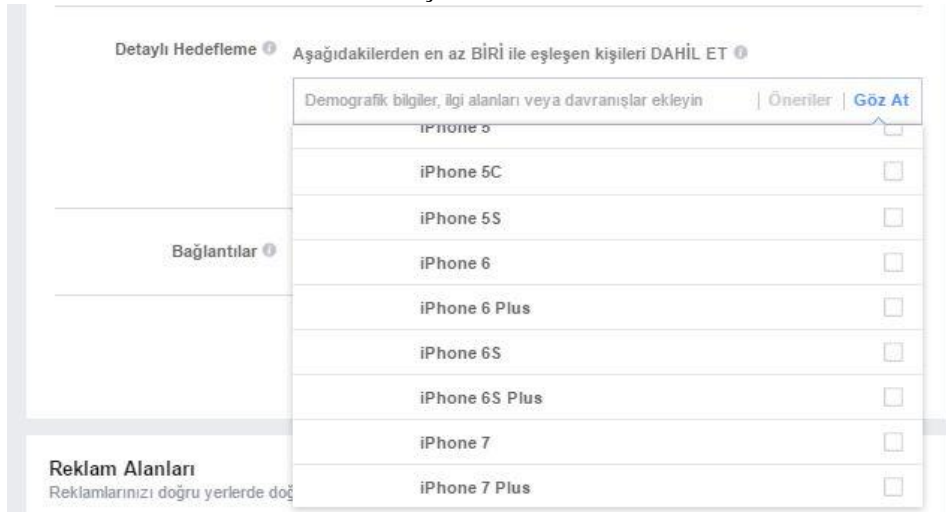 Detaylı Hedefleme
Aşağıdakilerden en az BİRİ ile eşleşen kişileri DAHİL ET
Demografik bilgiler, ilgi alanları veya davranışlar ekleyin | Öneriler | Göz At
iPhone 5
iPhone 5C
iPhone 5S
Bağlantılar
iPhone 6
iPhone 6 Plus
iPhone 6S
iPhone 6S Plus
iPhone 7
Reklam Alanları
Reklamlarınızı doğru yerlerde doğ
iPhone 7 Plus